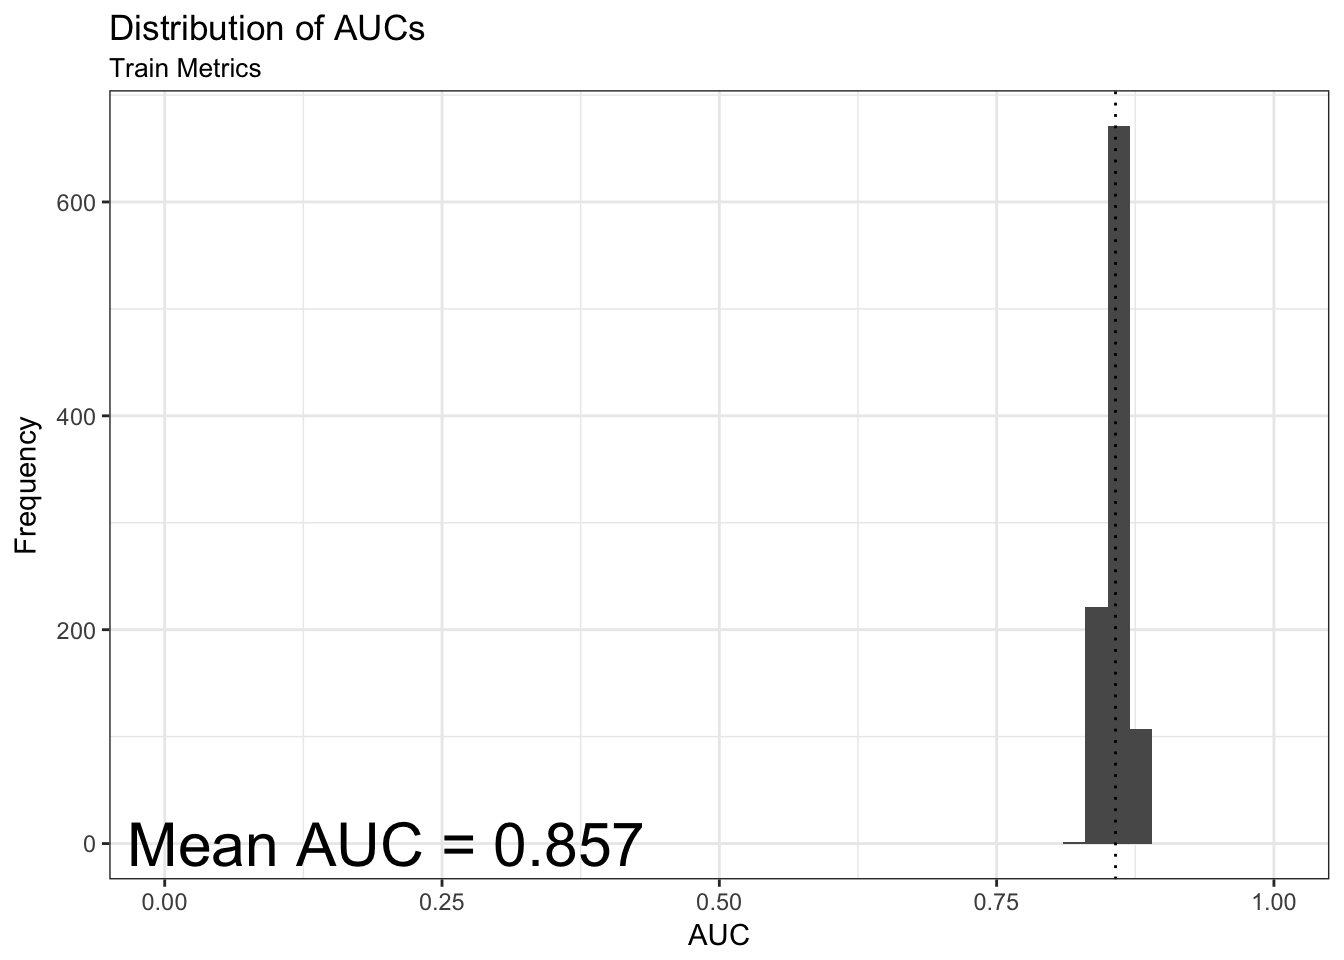 Distribution of AUCs
Train Metrics
Frequency
600
400
200
0
Mean AUC = 0.857
0.00 0.25 0.50 0.75 1.00
AUC